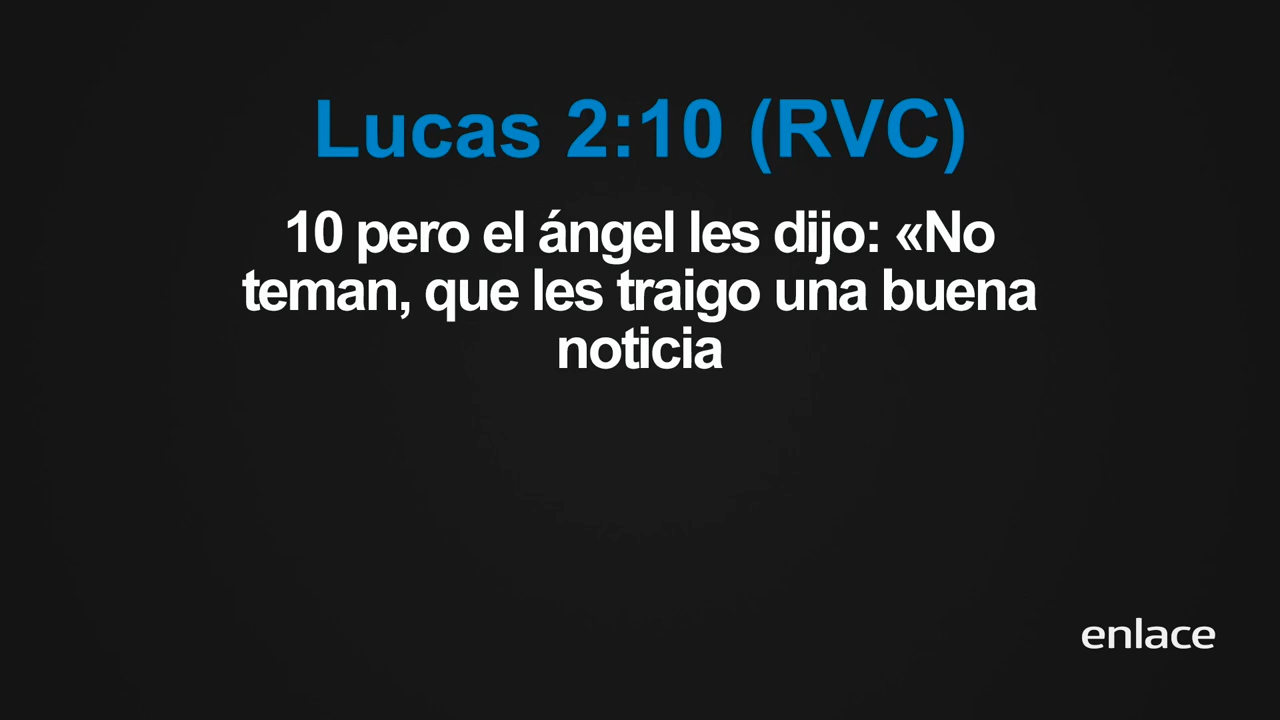 Lucas 2:10 (RVC)
10 pero el ángel les dijo: «No
teman, que les traigo una buena
noticia
enlace